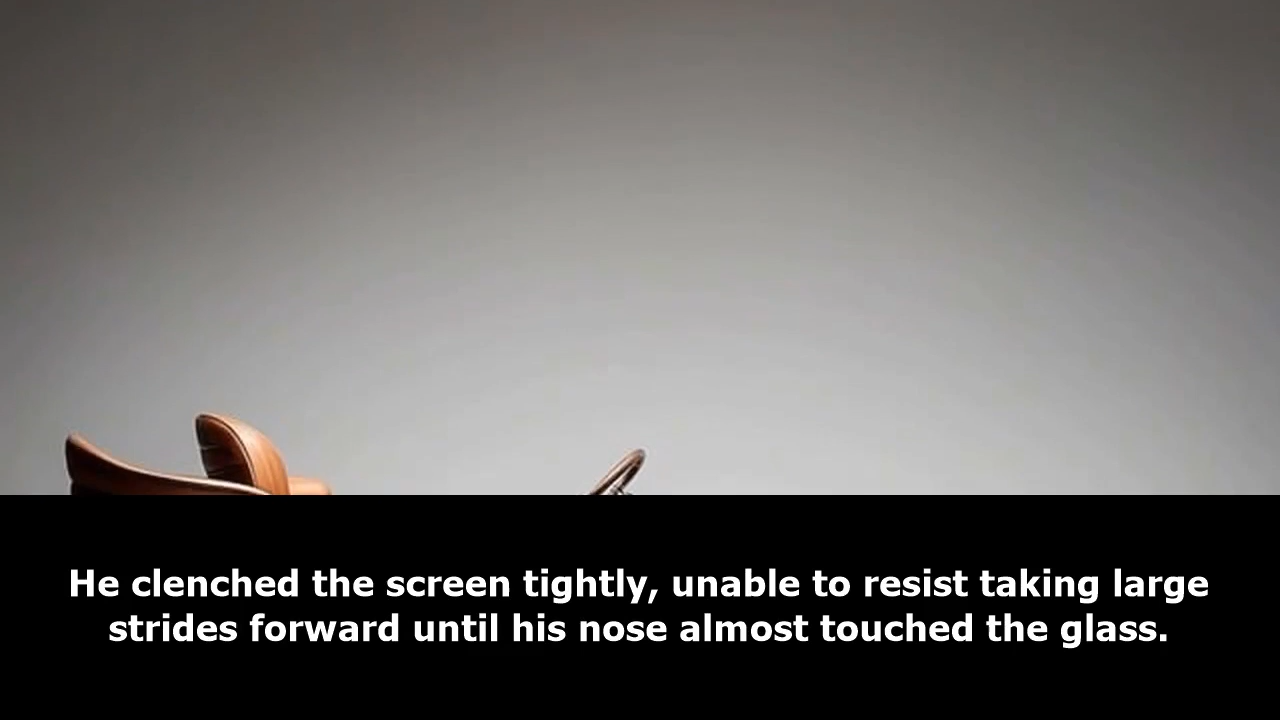 He clenched the screen tightly, unable to resist taking large
strides forward until his nose almost touched the glass.